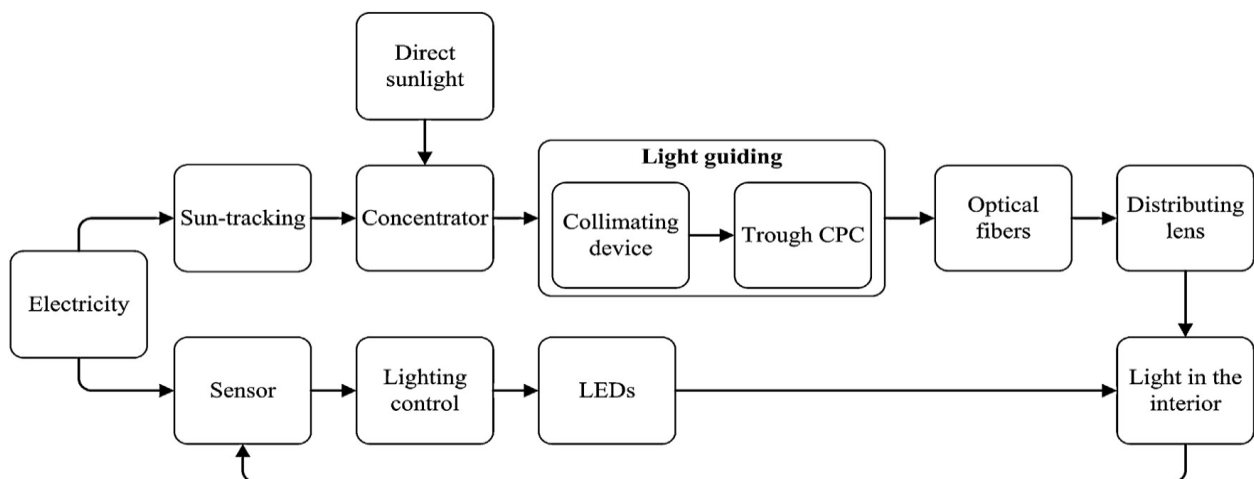 Direct
sunlight
Light guiding
Sun-tracking
Concentrator
Collimating
device
Trough CPC
Optical
fibers
Distributing
lens
Electricity
Sensor
Lighting
control
LEDs
Light in the
interior